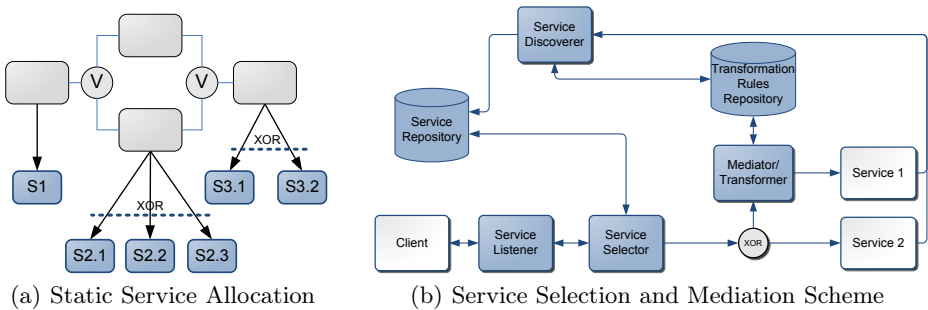 V
V
S1
XOR
S3.1
S3.2
XOR
S2.1
S2.2
S2.3
(a) Static Service Allocation
Service
Discoverer
Transformation
Rules
Repository
Service
Repository
Mediator/
Transformer
Service 1
Client
Service
Listener
Service
Selector
XOR
Service 2
(b) Service Selection and Mediation Scheme